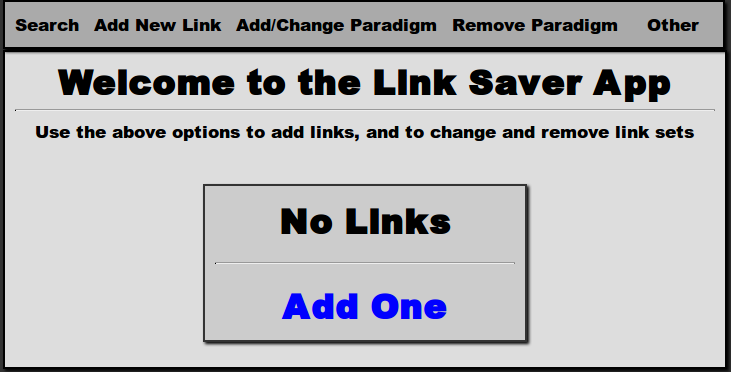 Search Add New Link Add/Change Paradigm Remove Paradigm Other
Welcome to the Link Saver App
Use the above options to add links, and to change and remove link sets
No Links
Add One